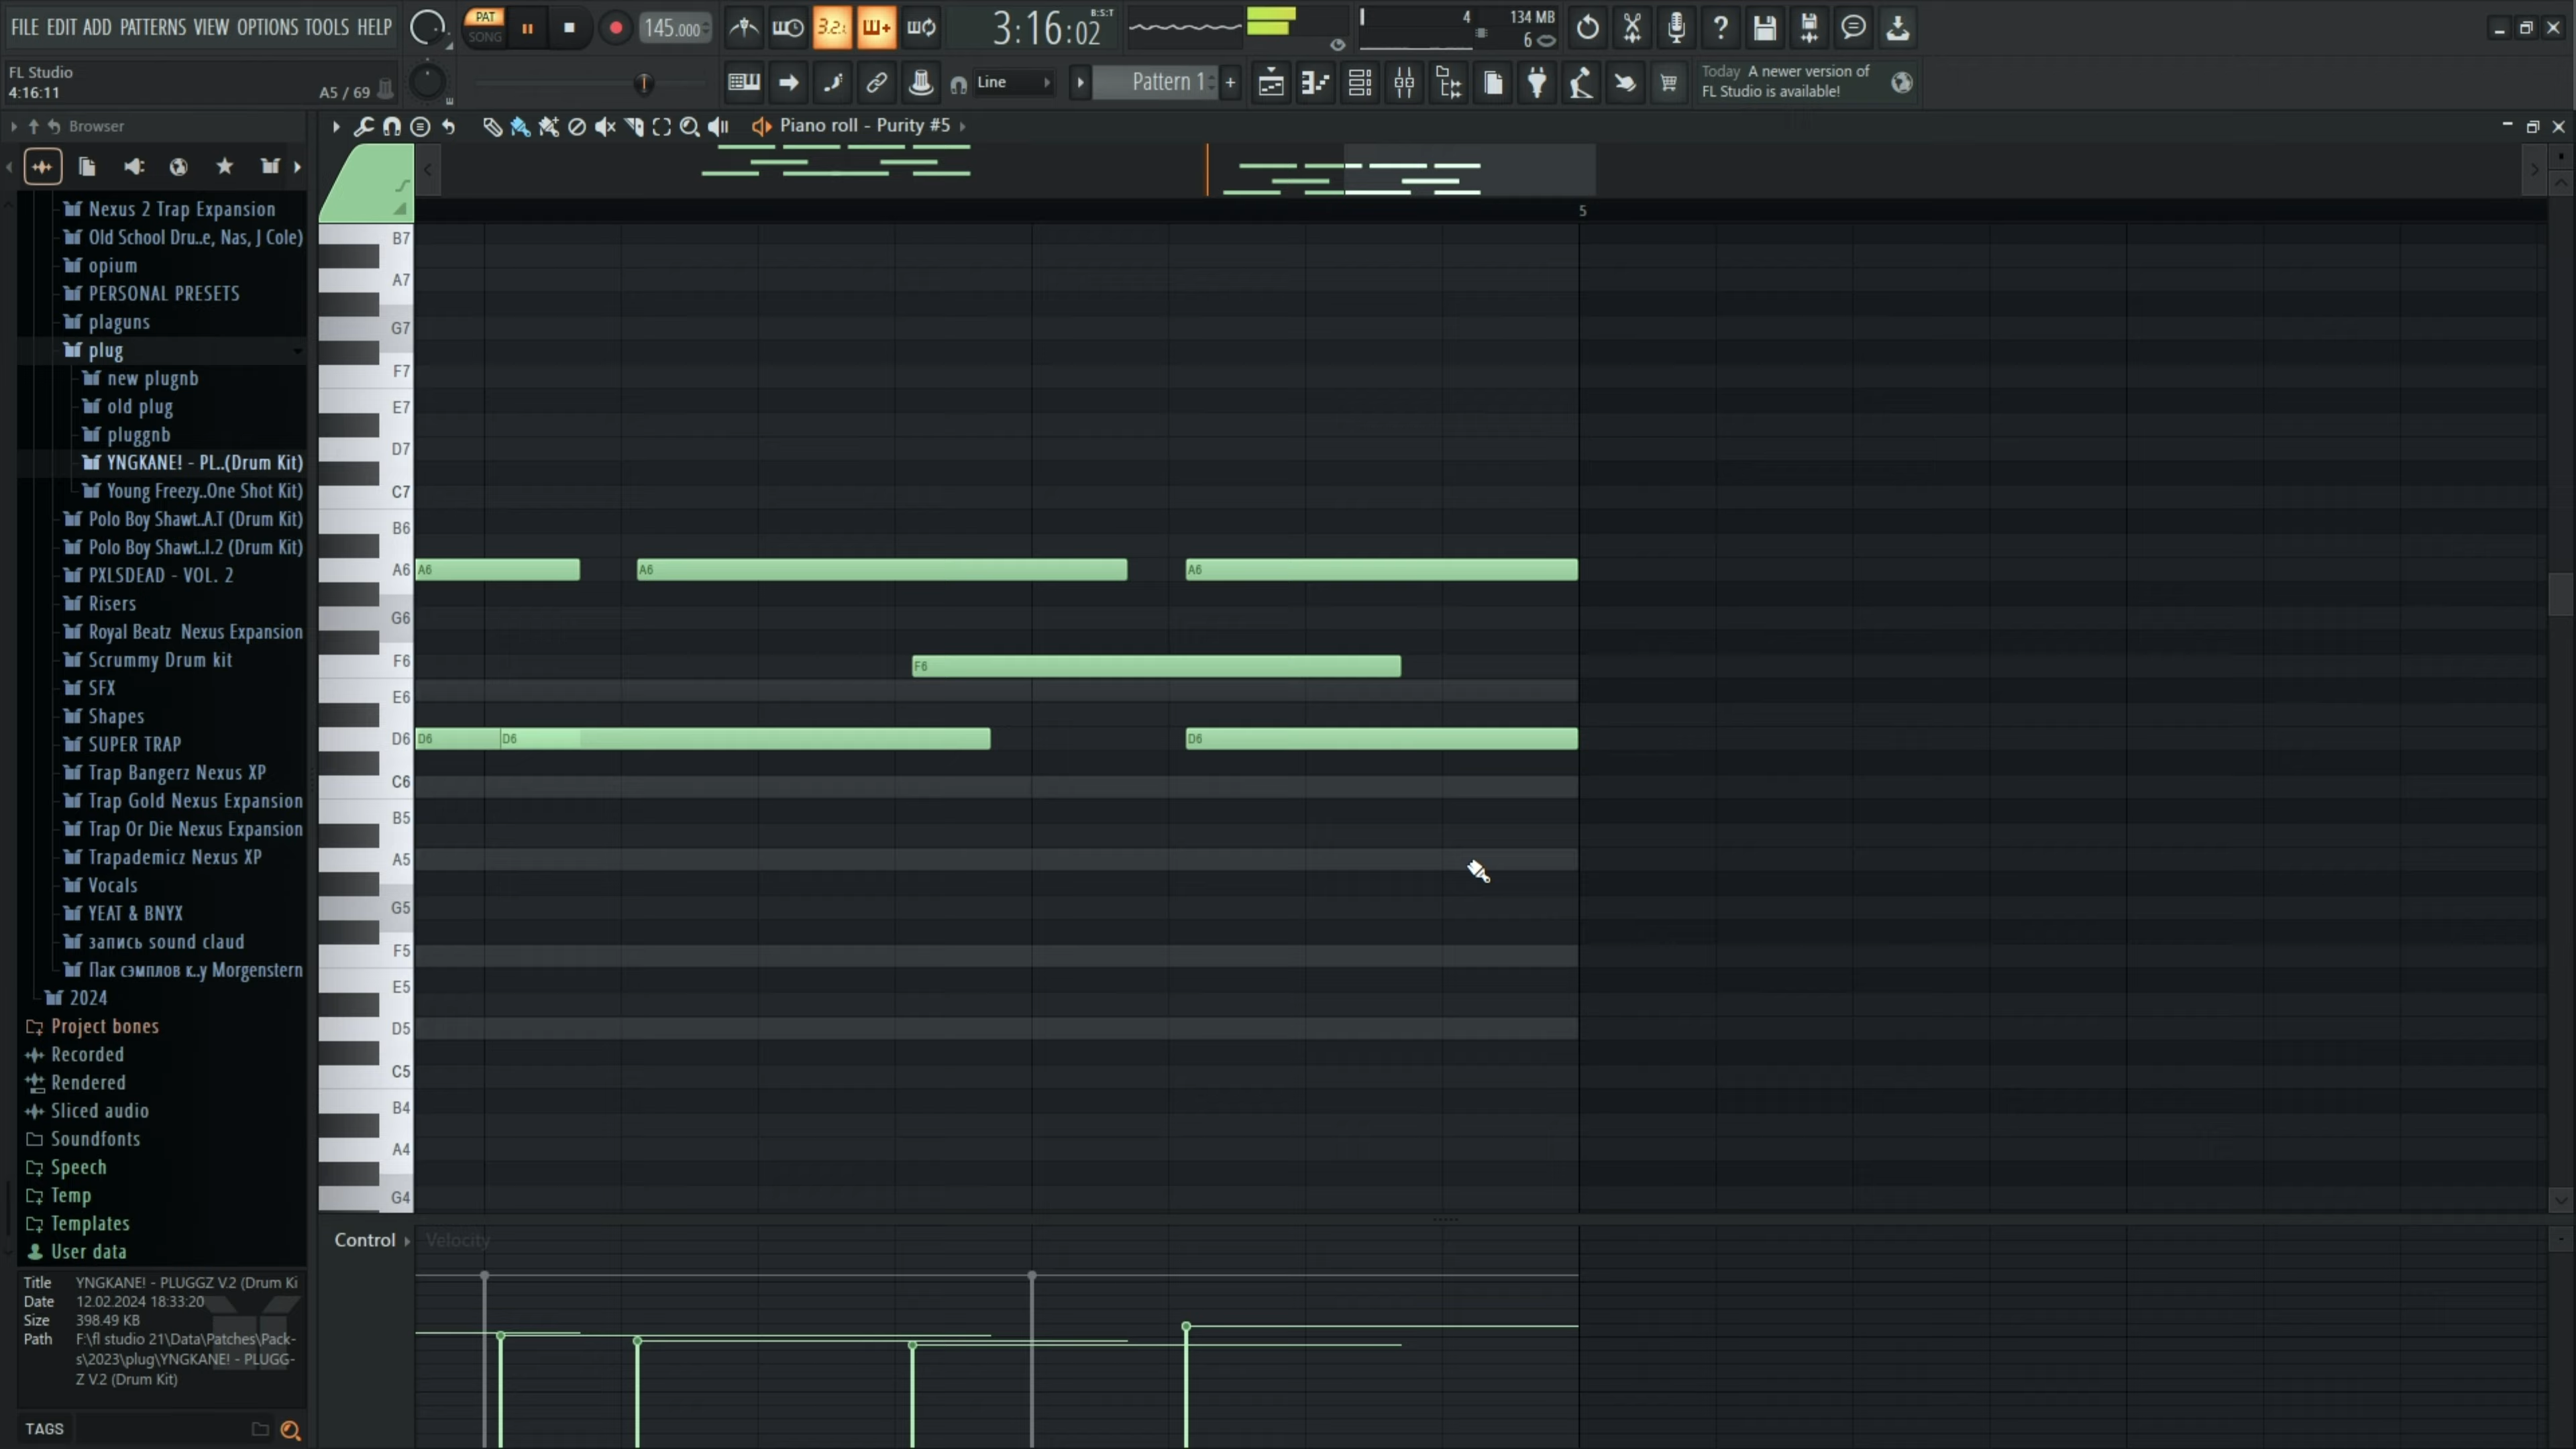 FILE EDIT ADD PATTERNS VIEW OPTIONS TOOLS HELP
PAT
SONG
145.000
3.2.
3:16:02
B:S:T
4
134 MB
6
FL Studio
4:16:11
A5 / 69
Line
Pattern 1
+
Today A newer version of
FL Studio is available!
Browser
Piano roll - Purity #5
Nexus 2 Trap Expansion
Old School Dru..e, Nas, J Cole)
opium
PERSONAL PRESETS
plaguns
plug
new plugnb
old plug
pluggnb
YNGKANE! - PL..(Drum Kit)
Young Freezy..One Shot Kit)
Polo Boy Shawt..A.T (Drum Kit)
Polo Boy Shawt..I.2 (Drum Kit)
PXLSDEAD - VOL. 2
Risers
Royal Beatz Nexus Expansion
Scrummy Drum kit
SFX
Shapes
SUPER TRAP
Trap Bangerz Nexus XP
Trap Gold Nexus Expansion
Trap Or Die Nexus Expansion
Trapademicz Nexus XP
Vocals
YEAT & BNYX
запись sound claud
Пак сэмплов к..у Morgenstern
2024
Project bones
Recorded
Rendered
Sliced audio
Soundfonts
Speech
Temp
Templates
User data
Title YNGKANE! - PLUGGZ V.2 (Drum Ki
Date 12.02.2024 18:33:20
Size 398.49 KB
Path F:\fl studio 21\Data\Patches\Pack-
s\2023\plug\YNGKANE! - PLUGG-
Z V.2 (Drum Kit)
TAGS
5
B7
A7
G7
F7
E7
D7
C7
B6
A6 A6 A6 A6
G6
F6 F6
E6
D6 D6 D6 D6
C6
B5
A5
G5
F5
E5
D5
C5
B4
A4
G4
Control Velocity